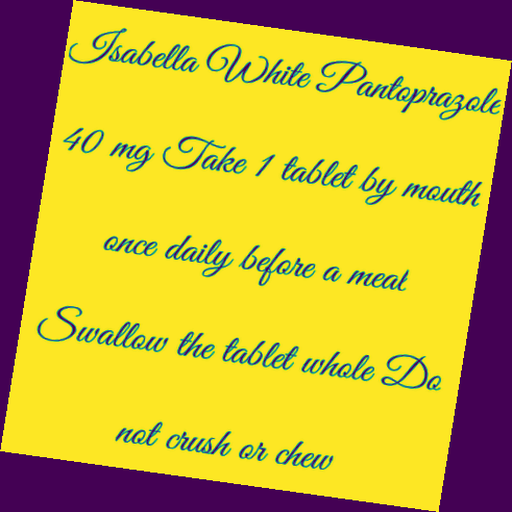 Isabella White Pantoprazole
40 mg Take 1 tablet by mouth
once daily before a meal
Swallow the tablet whole Do
not crush or chew